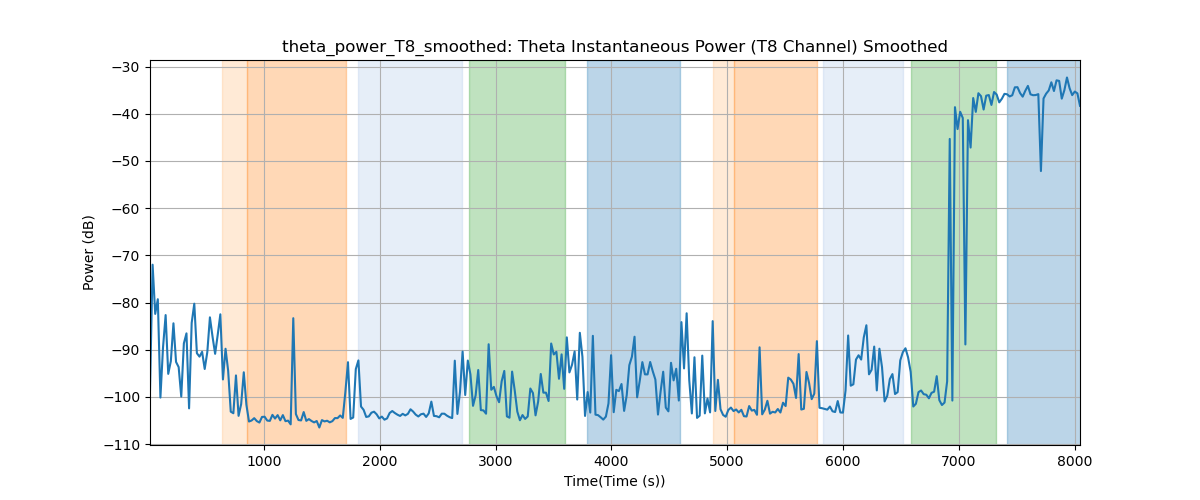 theta_power_T8_smoothed: Theta Instantaneous Power (T8 Channel) Smoothed
Power (dB)
−30
−40
−50
−60
−70
−80
−90
−100
−110
1000 2000 3000 4000 5000 6000 7000 8000
Time(Time (s))